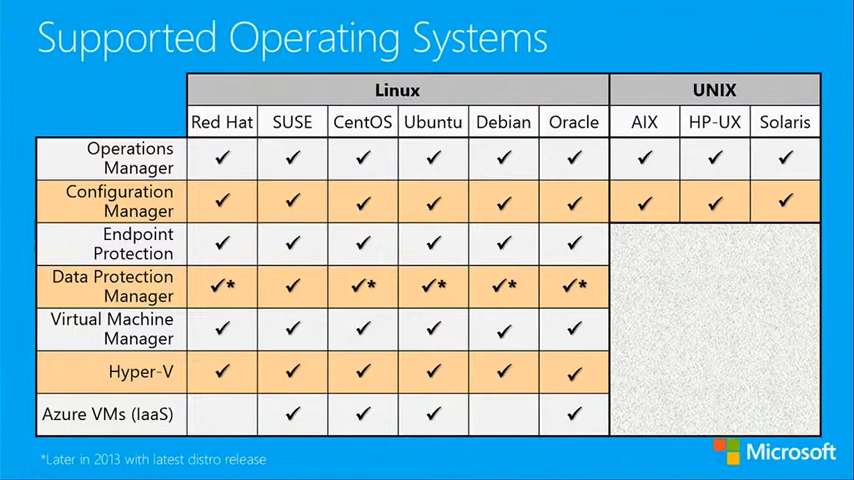 Supported Operating Systems
Linux UNIX
Red Hat SUSE CentOS Ubuntu Debian Oracle AIX HP-UX Solaris
Operations
Manager ✓ ✓ ✓ ✓ ✓ ✓ ✓ ✓ ✓
Configuration
Manager ✓ ✓ ✓ ✓ ✓ ✓ ✓ ✓ ✓
Endpoint
Protection ✓ ✓ ✓ ✓ ✓ ✓
Data Protection
Manager ✓* ✓ ✓* ✓* ✓* ✓*
Virtual Machine
Manager ✓ ✓ ✓ ✓ ✓ ✓
Hyper-V ✓ ✓ ✓ ✓ ✓ ✓
Azure VMs (IaaS) ✓ ✓ ✓ ✓
*Later in 2013 with latest distro release
Microsoft